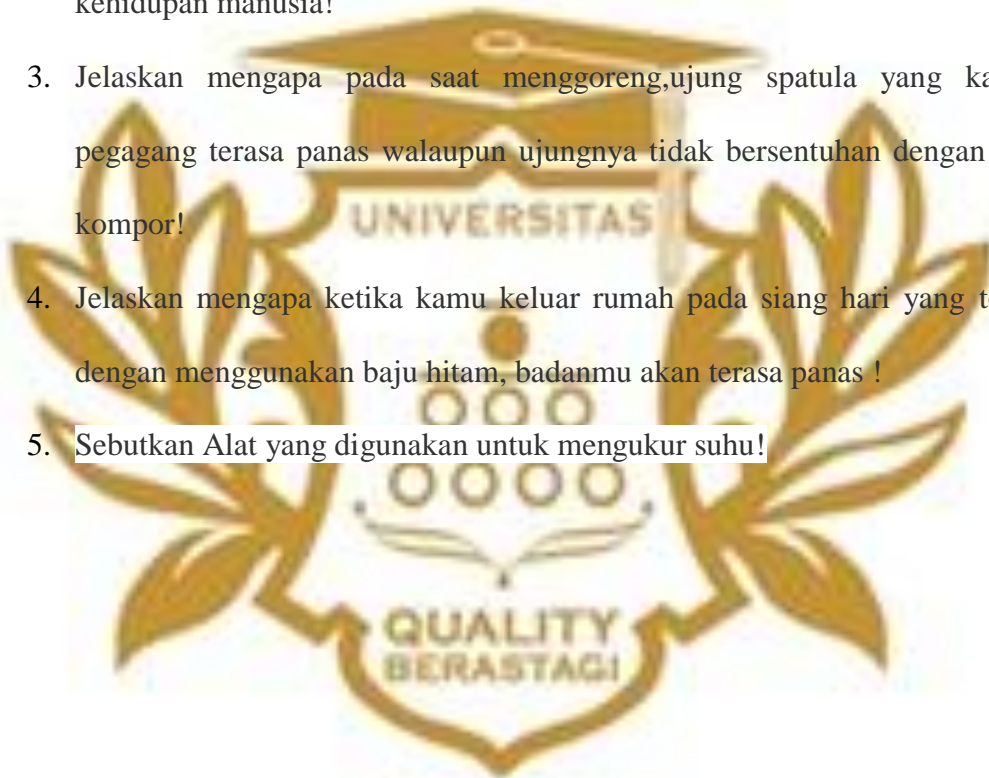 kehidupan manusia!
3. Jelaskan mengapa pada saat menggoreng,ujung spatula yang
pegagang terasa panas walaupun ujungnya tidak bersentuhan dengan
kompor!
4. Jelaskan mengapa ketika kamu keluar rumah pada siang hari yang
dengan menggunakan baju hitam, badanmu akan terasa panas !
5. Sebutkan Alat yang digunakan untuk mengukur suhu!
UNIVERSITAS
QUALITY
BERASTAGI